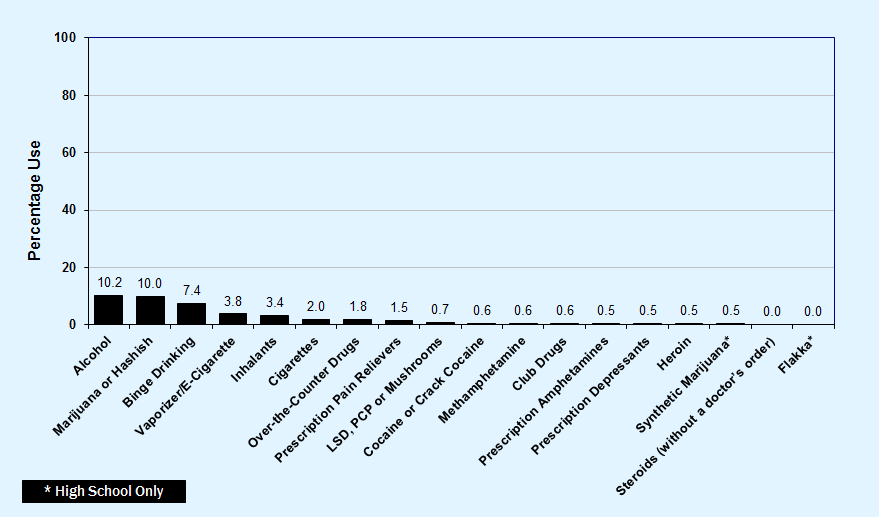 Percentage Use
100
80
60
40
20
0
10.2
10.0
7.4
3.8
3.4
2.0
1.8
1.5
0.7
0.6
0.6
0.6
0.5
0.5
0.5
0.5
0.0
0.0
Alcohol
Marijuana or Hashish
Binge Drinking
Vaporizer/E-Cigarette
Inhalants
Cigarettes
Over-the-Counter Drugs
Prescription Pain Relievers
LSD, PCP or Mushrooms
Cocaine or Crack Cocaine
Methamphetamine
Club Drugs
Prescription Amphetamines
Prescription Depressants
Heroin
Synthetic Marijuana*
Steroids (without a doctor's order)
Flakka*
* High School Only